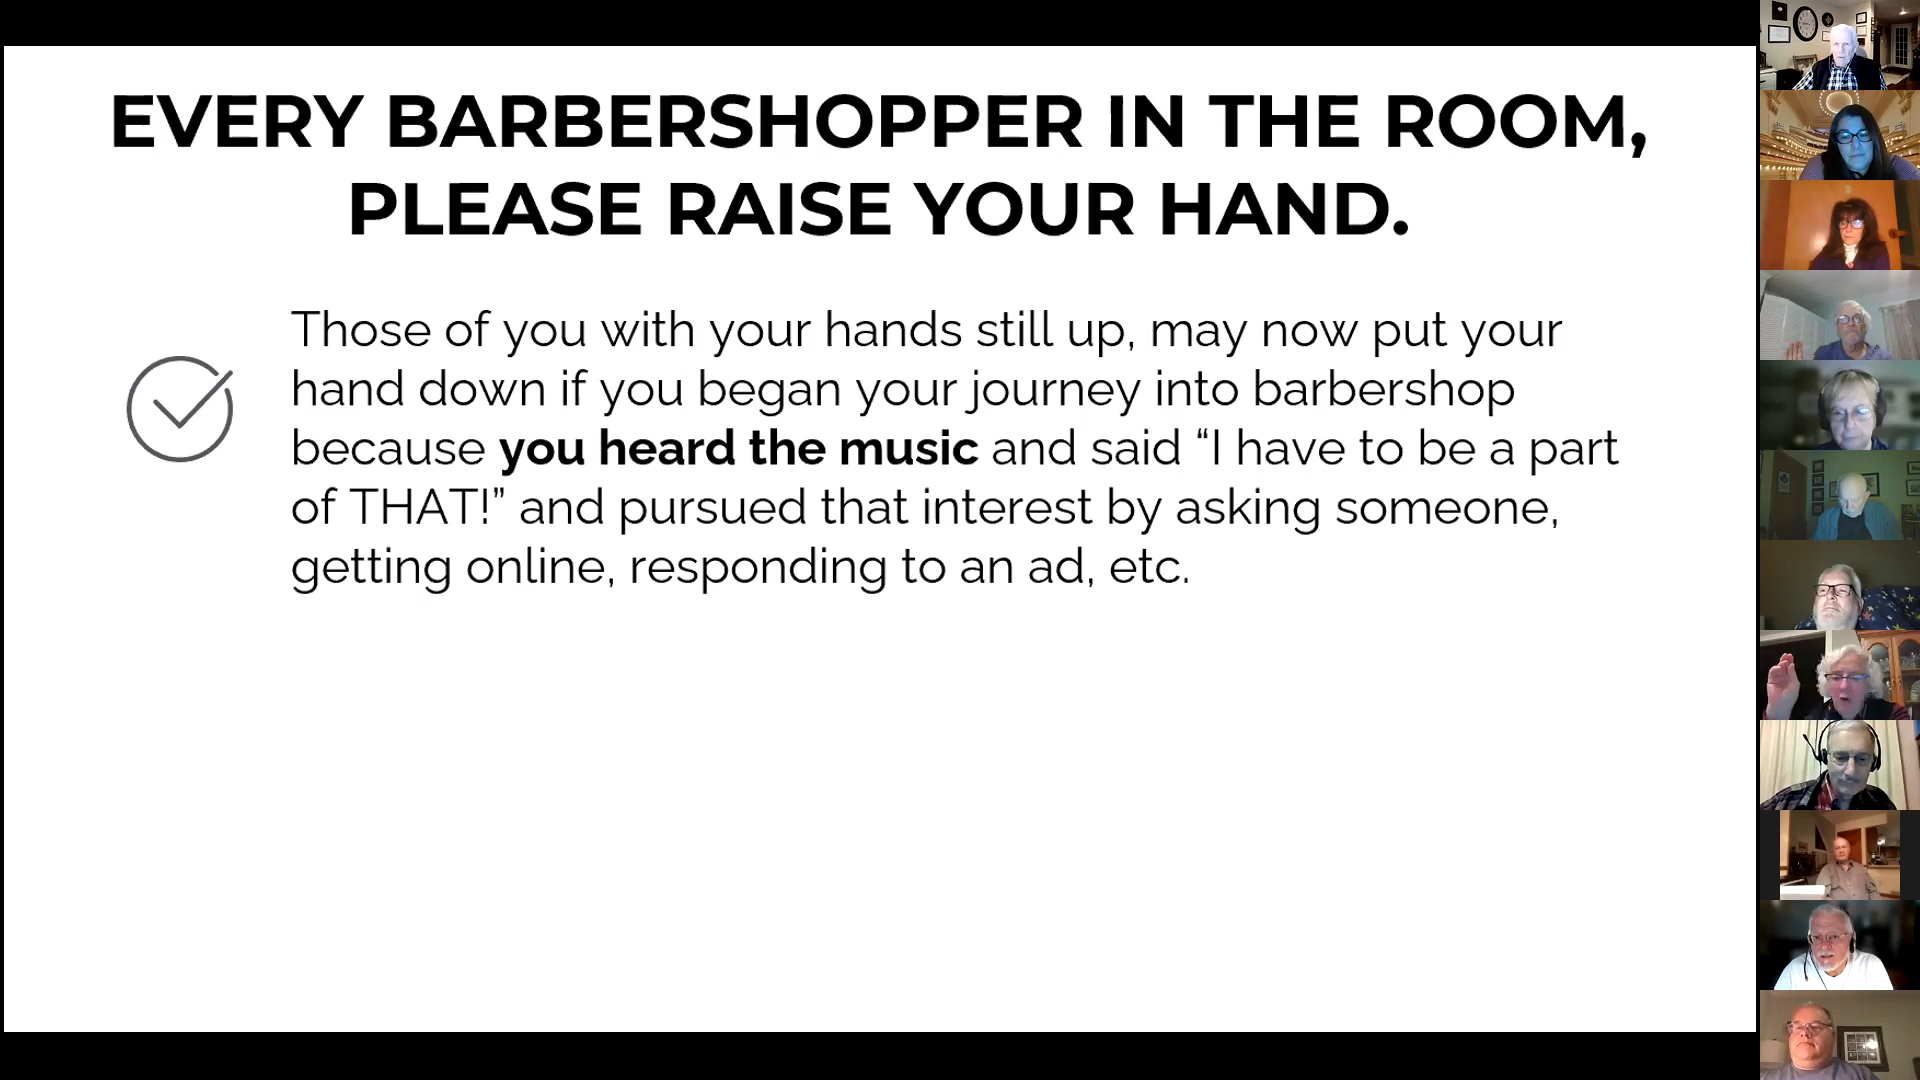 EVERY BARBERSHOPPER IN THE ROOM,
PLEASE RAISE YOUR HAND.
Those of you with your hands still up, may now put your
hand down if you began your journey into barbershop
because you heard the music and said “I have to be a part
of THAT!” and pursued that interest by asking someone,
getting online, responding to an ad, etc.